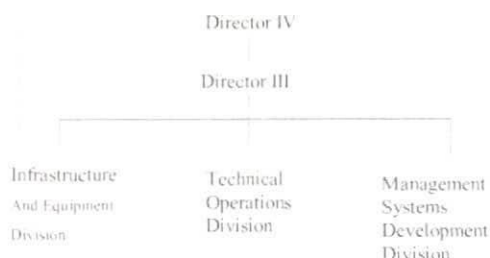 Director IV
Director III
Infrastructure
And Equipment
Division
Technical
Operations
Division
Management
Systems
Development
Division